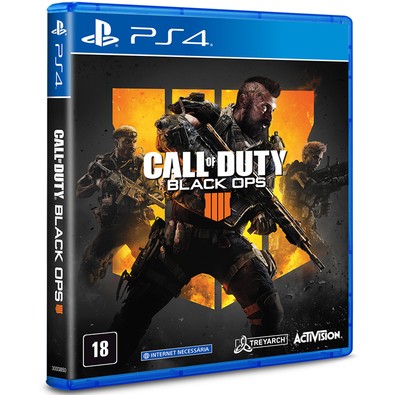 PS4
CALL OF DUTY
BLACK OPS
IIII
18
INTERNET NECESSÁRIA
TREYARCH
ACTIVISION
PS4
CALL OF DUTY BLACK OPS IIII